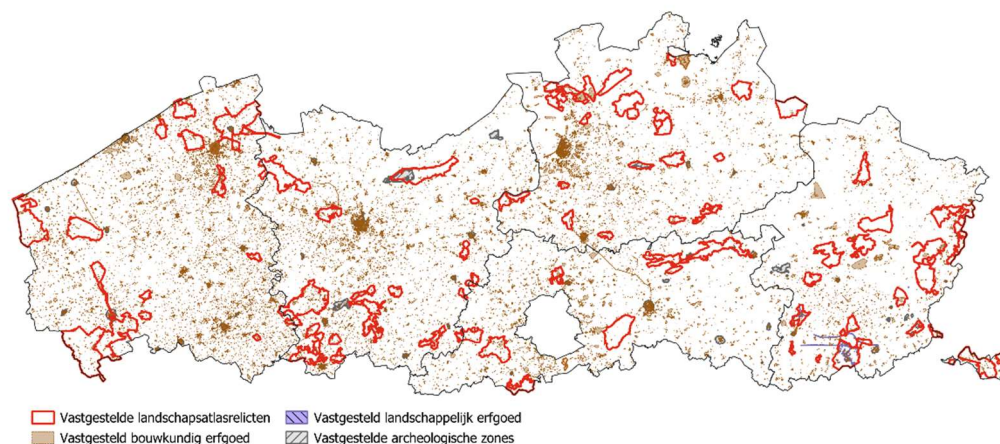 Vastgestelde landschapsatlasrelicten
Vastgesteld bouwkundig erfgoed
Vastgesteld landschappelijk erfgoed
Vastgestelde archeologische zones